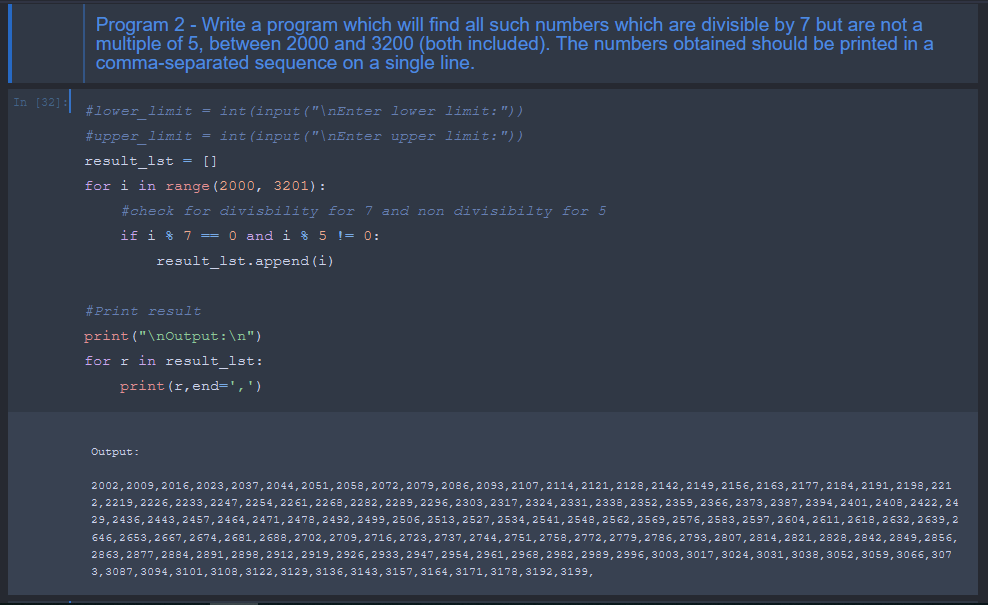 Program 2 - Write a program which will find all such numbers which are divisible by 7 but are not a
multiple of 5, between 2000 and 3200 (both included). The numbers obtained should be printed in a
comma-separated sequence on a single line.
In [32]:
#lower_limit = int(input("\nEnter lower limit:"))
#upper_limit = int(input("\nEnter upper limit:"))
result_lst = []
for i in range(2000, 3201):
    #check for divisbility for 7 and non divisibilty for 5
    if i % 7 == 0 and i % 5 != 0:
        result_lst.append(i)
#Print result
print("\nOutput:\n")
for r in result_lst:
    print(r,end=',')
Output:
2002,2009,2016,2023,2037,2044,2051,2058,2072,2079,2086,2093,2107,2114,2121,2128,2142,2149,2156,2163,2177,2184,2191,2198,221
2,2219,2226,2233,2247,2254,2261,2268,2282,2289,2296,2303,2317,2324,2331,2338,2352,2359,2366,2373,2387,2394,2401,2408,2422,24
29,2436,2443,2457,2464,2471,2478,2492,2499,2506,2513,2527,2534,2541,2548,2562,2569,2576,2583,2597,2604,2611,2618,2632,2639,2
646,2653,2667,2674,2681,2688,2702,2709,2716,2723,2737,2744,2751,2758,2772,2779,2786,2793,2807,2814,2821,2828,2842,2849,2856,
2863,2877,2884,2891,2898,2912,2919,2926,2933,2947,2954,2961,2968,2982,2989,2996,3003,3017,3024,3031,3038,3052,3059,3066,307
3,3087,3094,3101,3108,3122,3129,3136,3143,3157,3164,3171,3178,3192,3199,